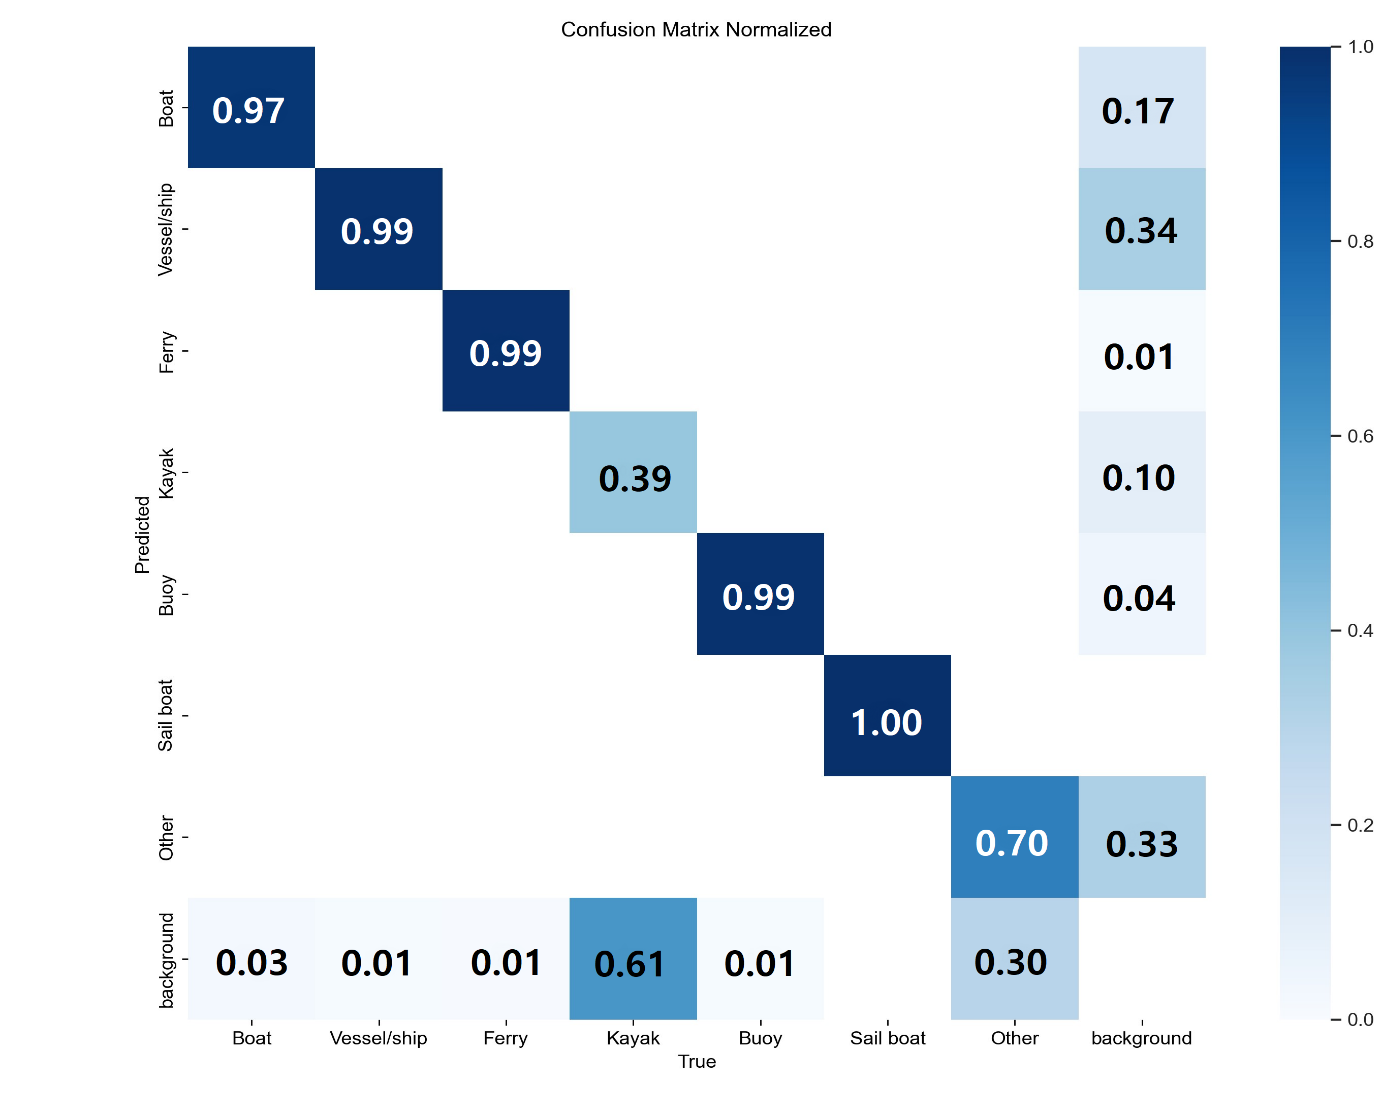 Confusion Matrix Normalized
Boat
0.97
0.17
1.0
Vessel/ship
0.99
0.34
0.8
Ferry
0.99
0.01
0.6
Kayak
0.39
0.10
Predicted
Buoy
0.99
0.04
0.4
Sail boat
1.00
Other
0.70
0.33
0.2
background
0.03
0.01
0.01
0.61
0.01
0.30
0.0
Boat
Vessel/ship
Ferry
Kayak
Buoy
Sail boat
Other
background
True